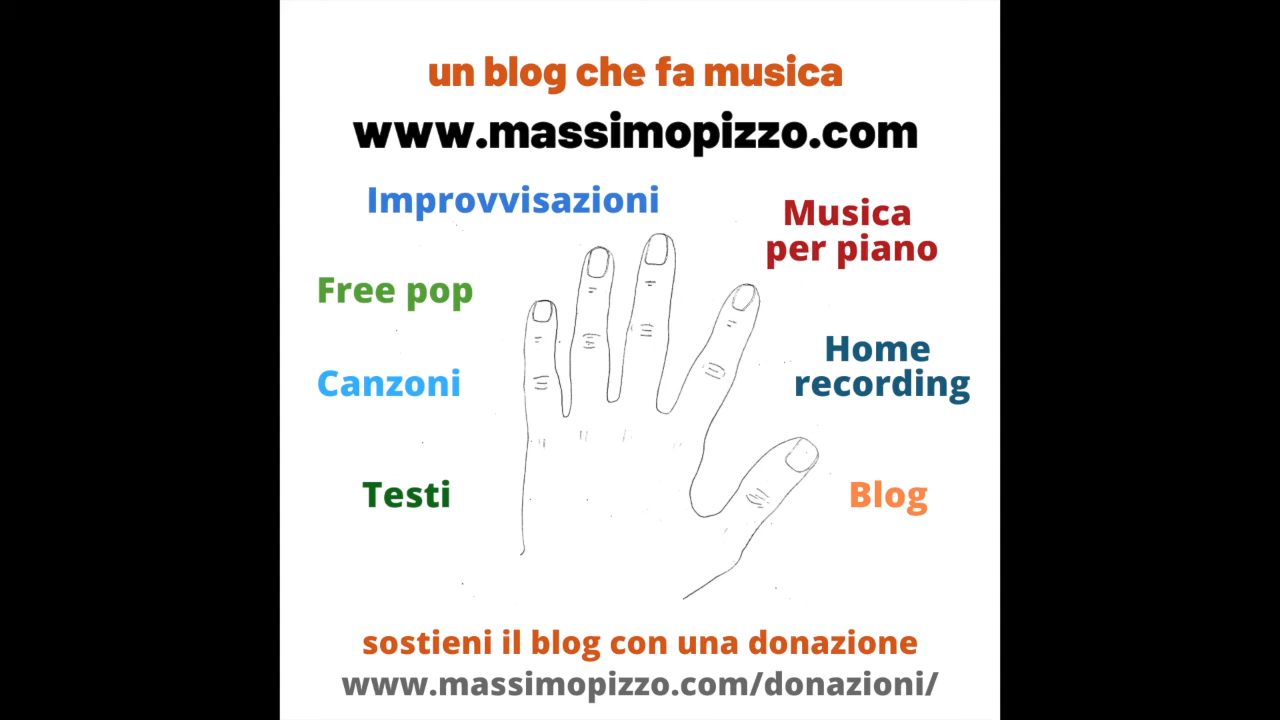 un blog che fa musica
www.massimopizzo.com
Improvvisazioni
Musica
per piano
Free pop
Home
recording
Canzoni
Testi
Blog
sostieni il blog con una donazione
www.massimopizzo.com/donazioni/